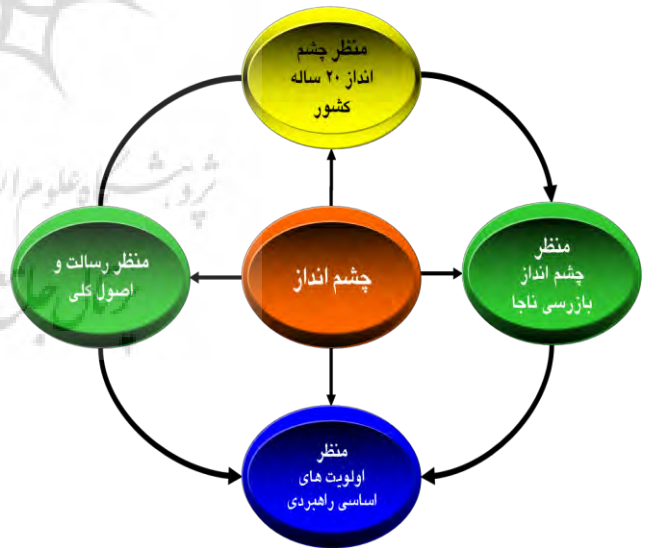 منظر چشم
انداز ۲۰ ساله
کشور
منظر
چشم انداز
بازرسی ناجا
چشم انداز
منظر رسالت و
اصول کلی
منظر
اولویت های
اساسی راهبردی